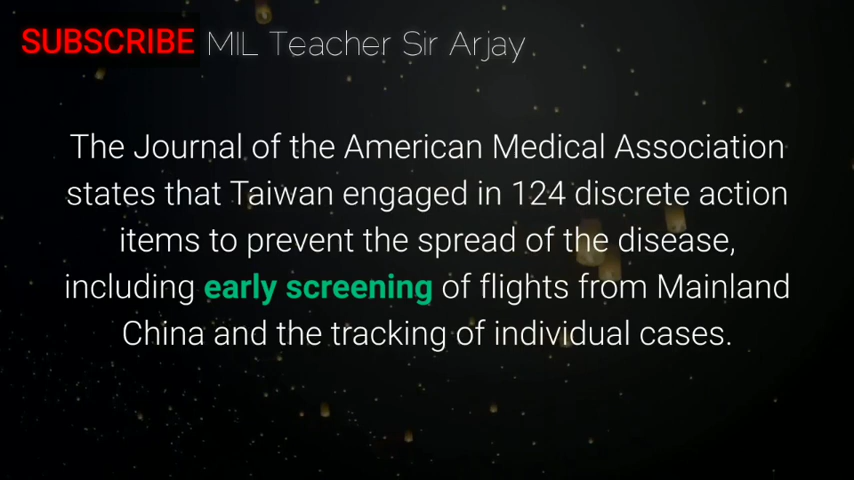 SUBSCRIBE MIL Teacher Sir Arjay
The Journal of the American Medical Association
states that Taiwan engaged in 124 discrete action
items to prevent the spread of the disease,
including early screening of flights from Mainland
China and the tracking of individual cases.